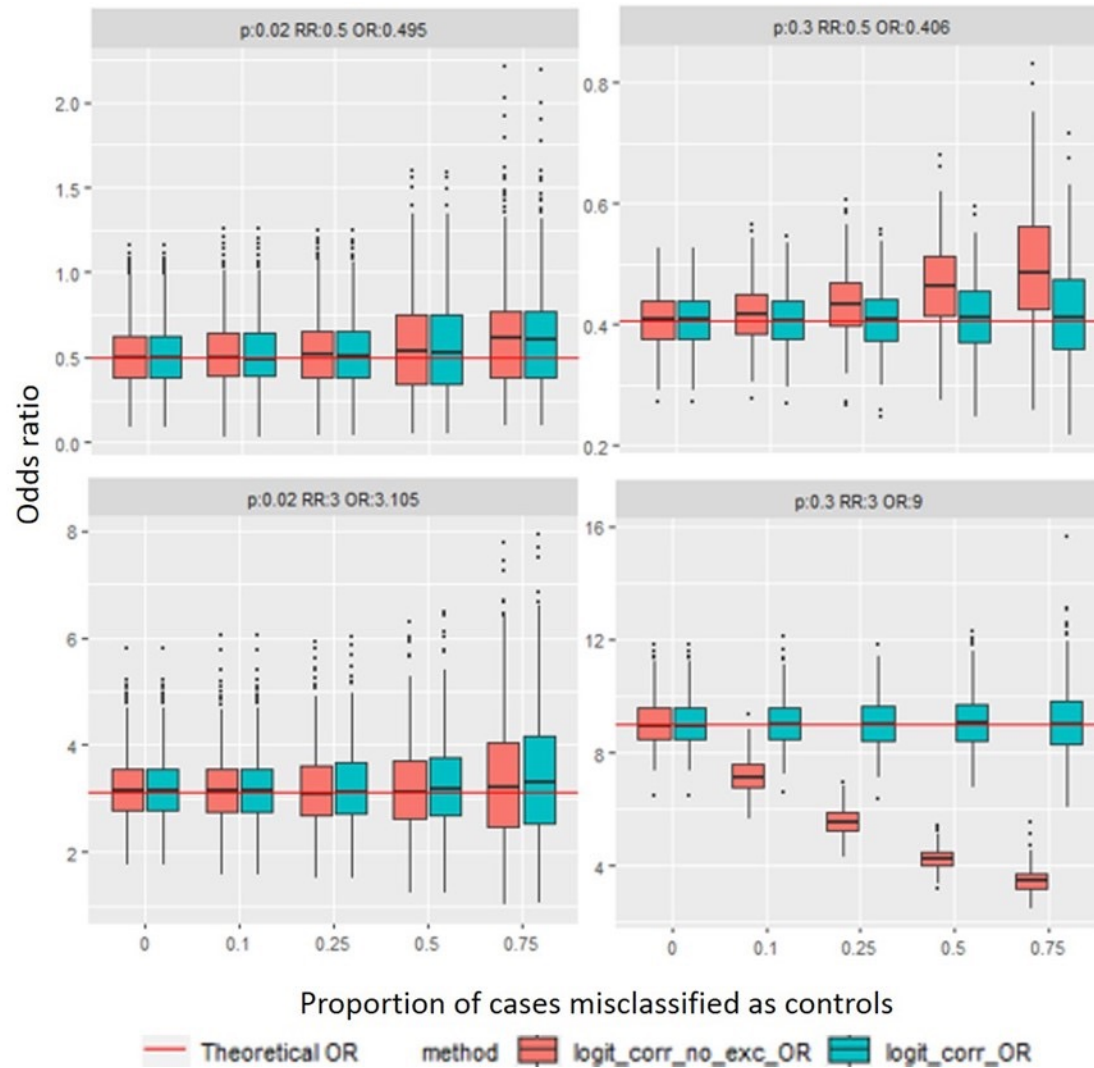 p:0.02 RR:0.5 OR:0.495
p:0.3 RR:0.5 OR:0.406
2.0
1.5
1.0
0.5
0.0
0.8
0.6
0.4
0.2
Odds ratio
p:0.02 RR:3 OR:3.105
p:0.3 RR:3 OR:9
8
6
4
2
16
12
8
4
0 0.1 0.25 0.5 0.75
0 0.1 0.25 0.5 0.75
Proportion of cases misclassified as controls
Theoretical OR method logit_corr_no_exc_OR logit_corr_OR